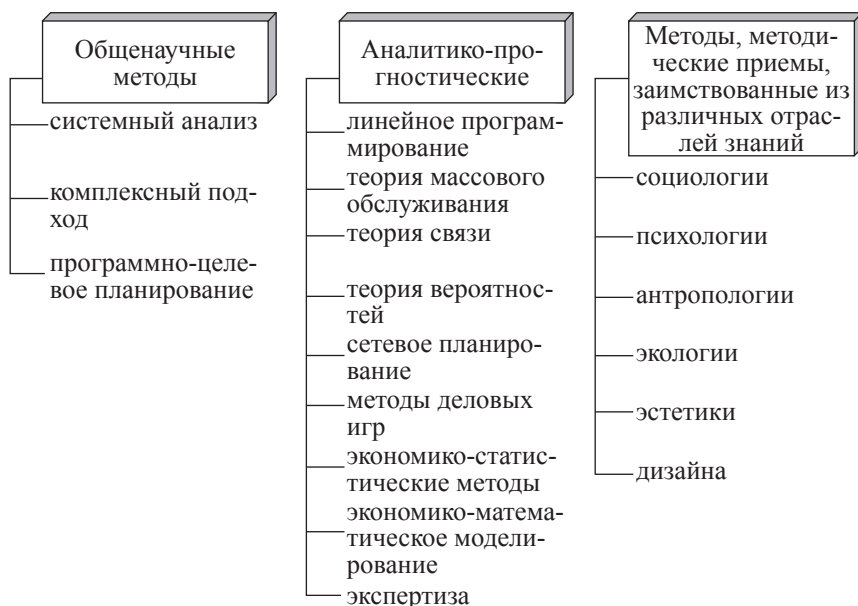 Общенаучные
методы
системный анализ
комплексный под-
ход
программно-целе-
вое планирование
Аналитико-про-
гностические
линейное програм-
мирование
теория массового
обслуживания
теория связи
теория вероятнос-
тей
сетевое планиро-
вание
методы деловых
игр
экономико-статис-
тические методы
экономико-матема-
тическое модели-
рование
экспертиза
Методы, методи-
ческие приемы,
заимствованные из
различных отрас-
лей знаний
социологии
психологии
антропологии
экологии
эстетики
дизайна